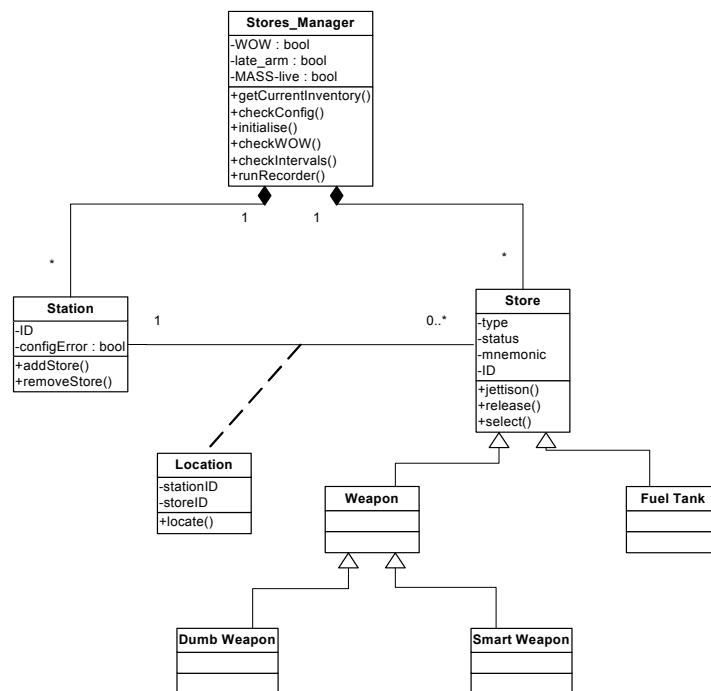 Stores_Manager
-WOW : bool
-late_arm : bool
-MASS-live : bool
+getCurrentInventory()
+checkConfig()
+initialise()
+checkWOW()
+checkIntervals()
+runRecorder()
1
1
*
*
Station
-ID
-configError : bool
+addStore()
+removeStore()
1
0..*
Store
-type
-status
-mnemonic
-ID
+jettison()
+release()
+select()
Location
-stationID
-storeID
+locate()
Weapon
Fuel Tank
Dumb Weapon
Smart Weapon